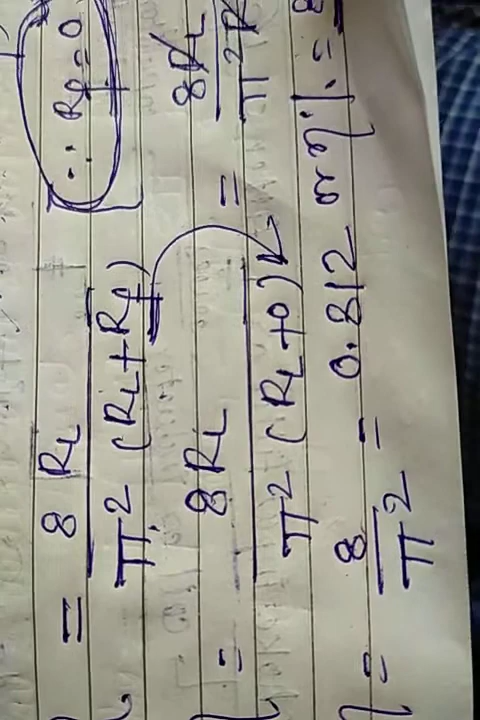 η = 8 R_L / π² (R_L + R_f) [∵ R_f = 0]
η = 8 R_L / π² (R_L + 0) = 8 R_L / π² R
η = 8 / π² = 0.812 or η % = 8